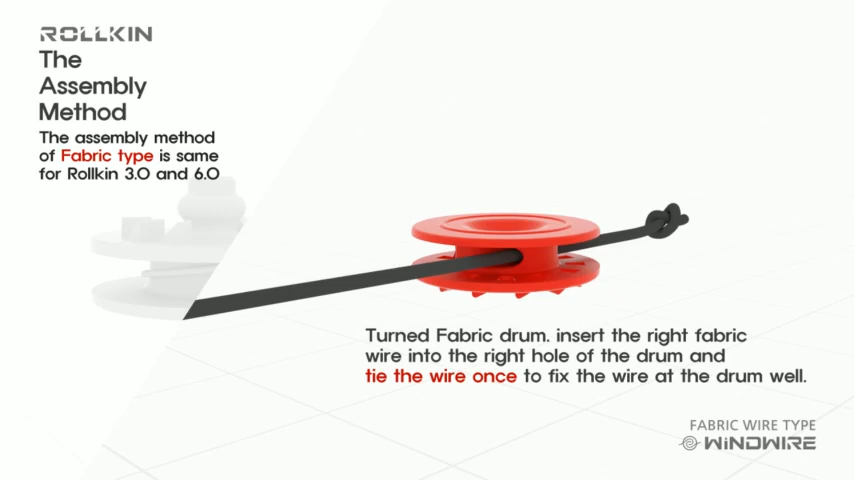 ROLLKIN
The
Assembly
Method
The assembly method
of Fabric type is same
for Rollkin 3.0 and 6.0
Turned Fabric drum. insert the right fabric
wire into the right hole of the drum and
tie the wire once to fix the wire at the drum well.
FABRIC WIRE TYPE
WiNDWIRE